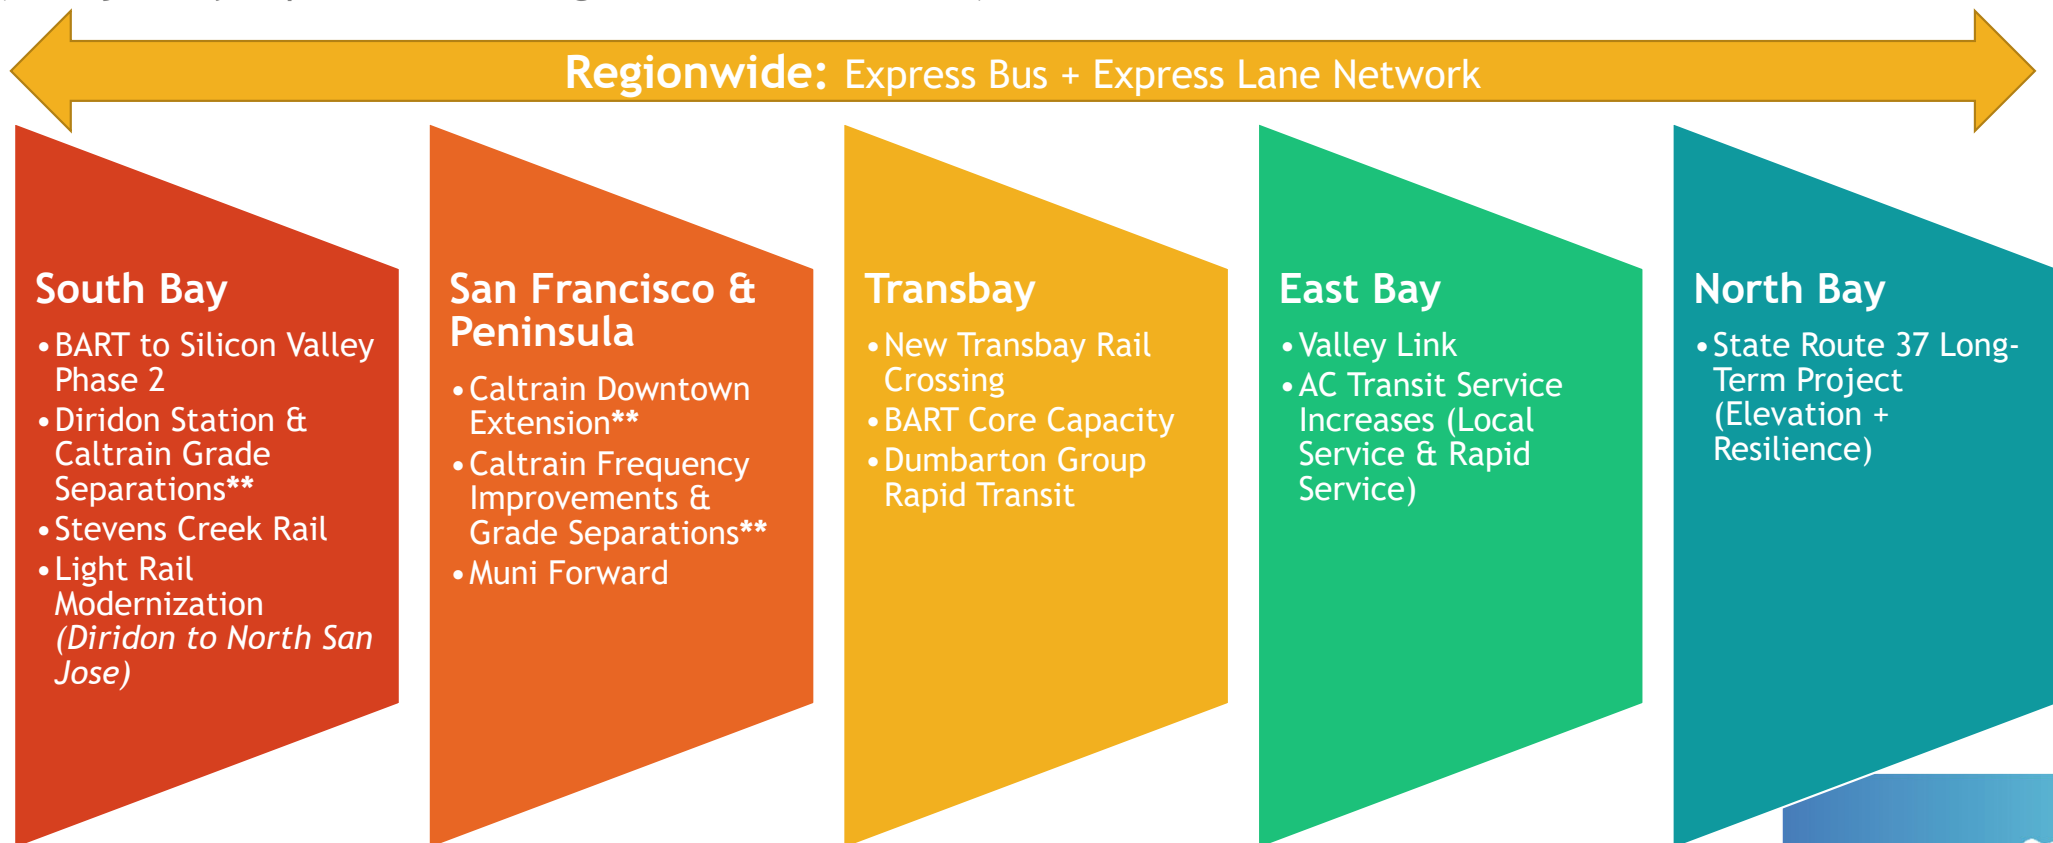 Regionwide: Express Bus + Express Lane Network
South Bay
•BART to Silicon Valley
Phase 2
•Diridon Station &
Caltrain Grade
Separations**
•Stevens Creek Rail
•Light Rail
Modernization
(Diridon to North San
Jose)
San Francisco &
Peninsula
•Caltrain Downtown
Extension**
•Caltrain Frequency
Improvements &
Grade Separations**
•Muni Forward
Transbay
•New Transbay Rail
Crossing
•BART Core Capacity
•Dumbarton Group
Rapid Transit
East Bay
•Valley Link
•AC Transit Service
Increases (Local
Service & Rapid
Service)
North Bay
•State Route 37 Long-
Term Project
(Elevation +
Resilience)